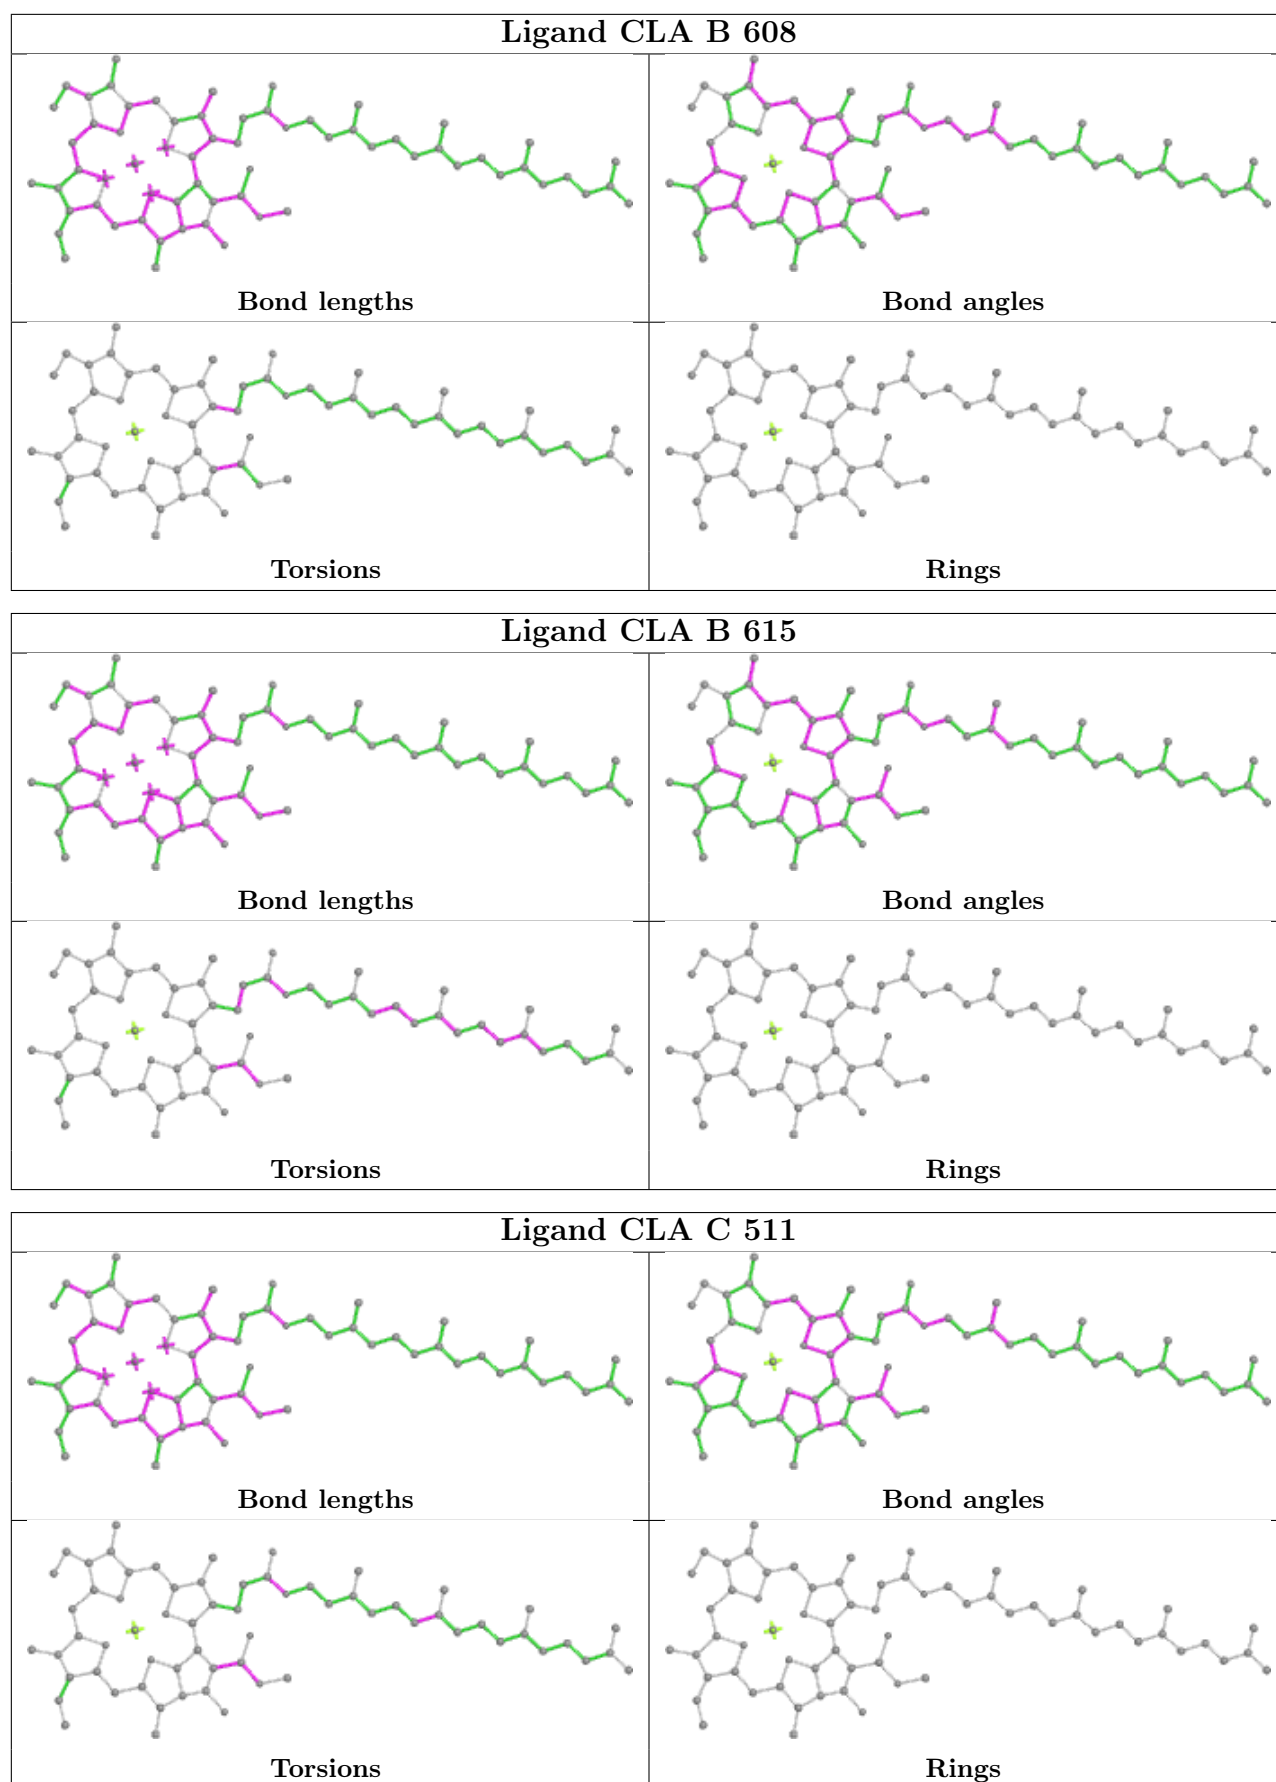 Ligand CLA B 608
Bond lengths
Bond angles
Torsions
Rings
Ligand CLA B 615
Bond lengths
Bond angles
Torsions
Rings
Ligand CLA C 511
Bond lengths
Bond angles
Torsions
Rings